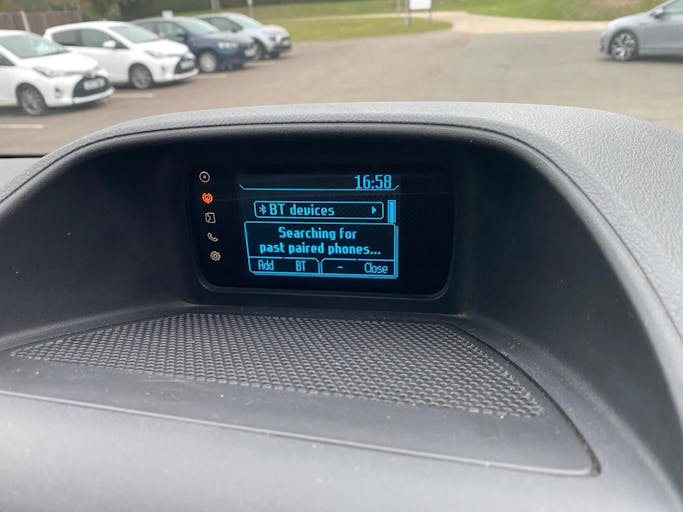 16:58
BT devices
Searching for
past paired phones...
Add BT - Close